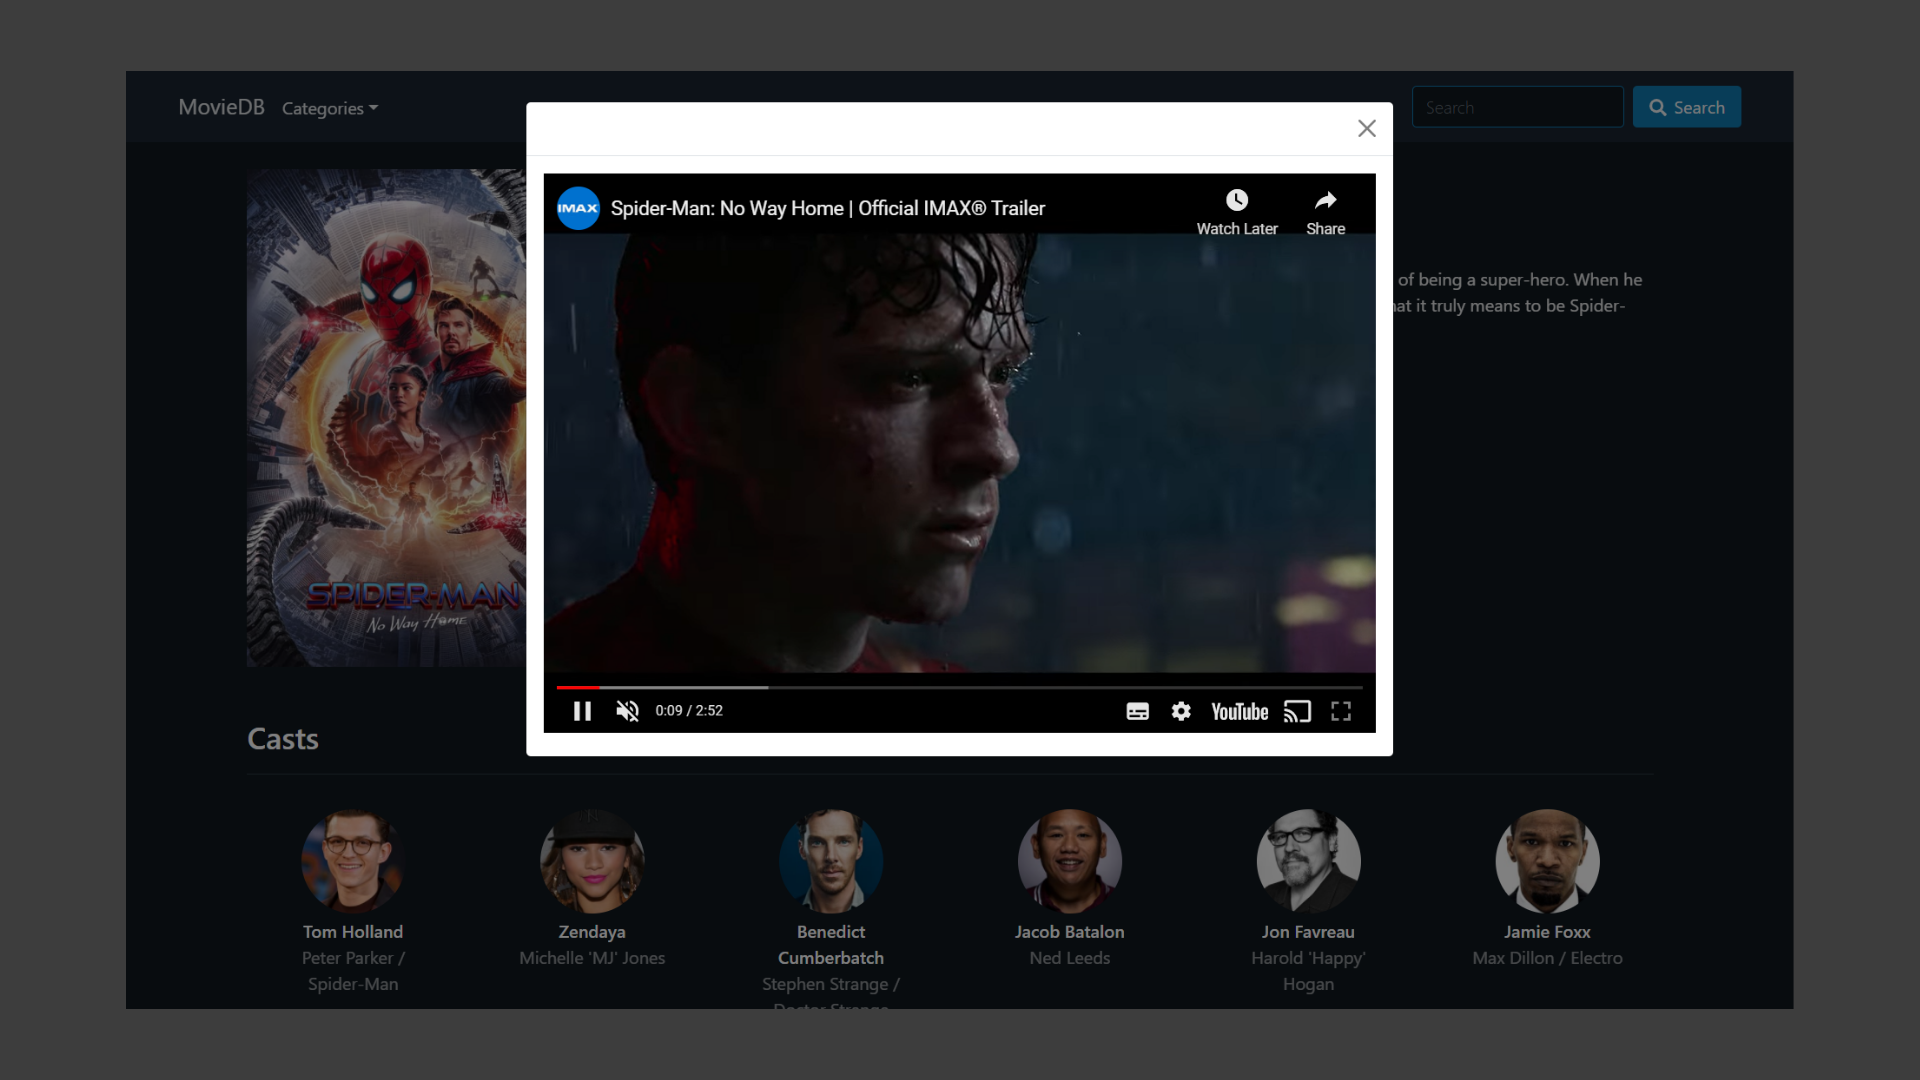 MovieDB
Categories
Search
Search
IMAX
Spider-Man: No Way Home | Official IMAX® Trailer
Watch Later
Share
of being a super-hero. When he
it truly means to be Spider-
SPIDER-MAN
No Way Home
0:09 / 2:52
YouTube
Casts
Tom Holland
Peter Parker /
Spider-Man
Zendaya
Michelle 'MJ' Jones
Benedict
Cumberbatch
Stephen Strange /
Doctor Strange
Jacob Batalon
Ned Leeds
Jon Favreau
Harold 'Happy'
Hogan
Jamie Foxx
Max Dillon / Electro